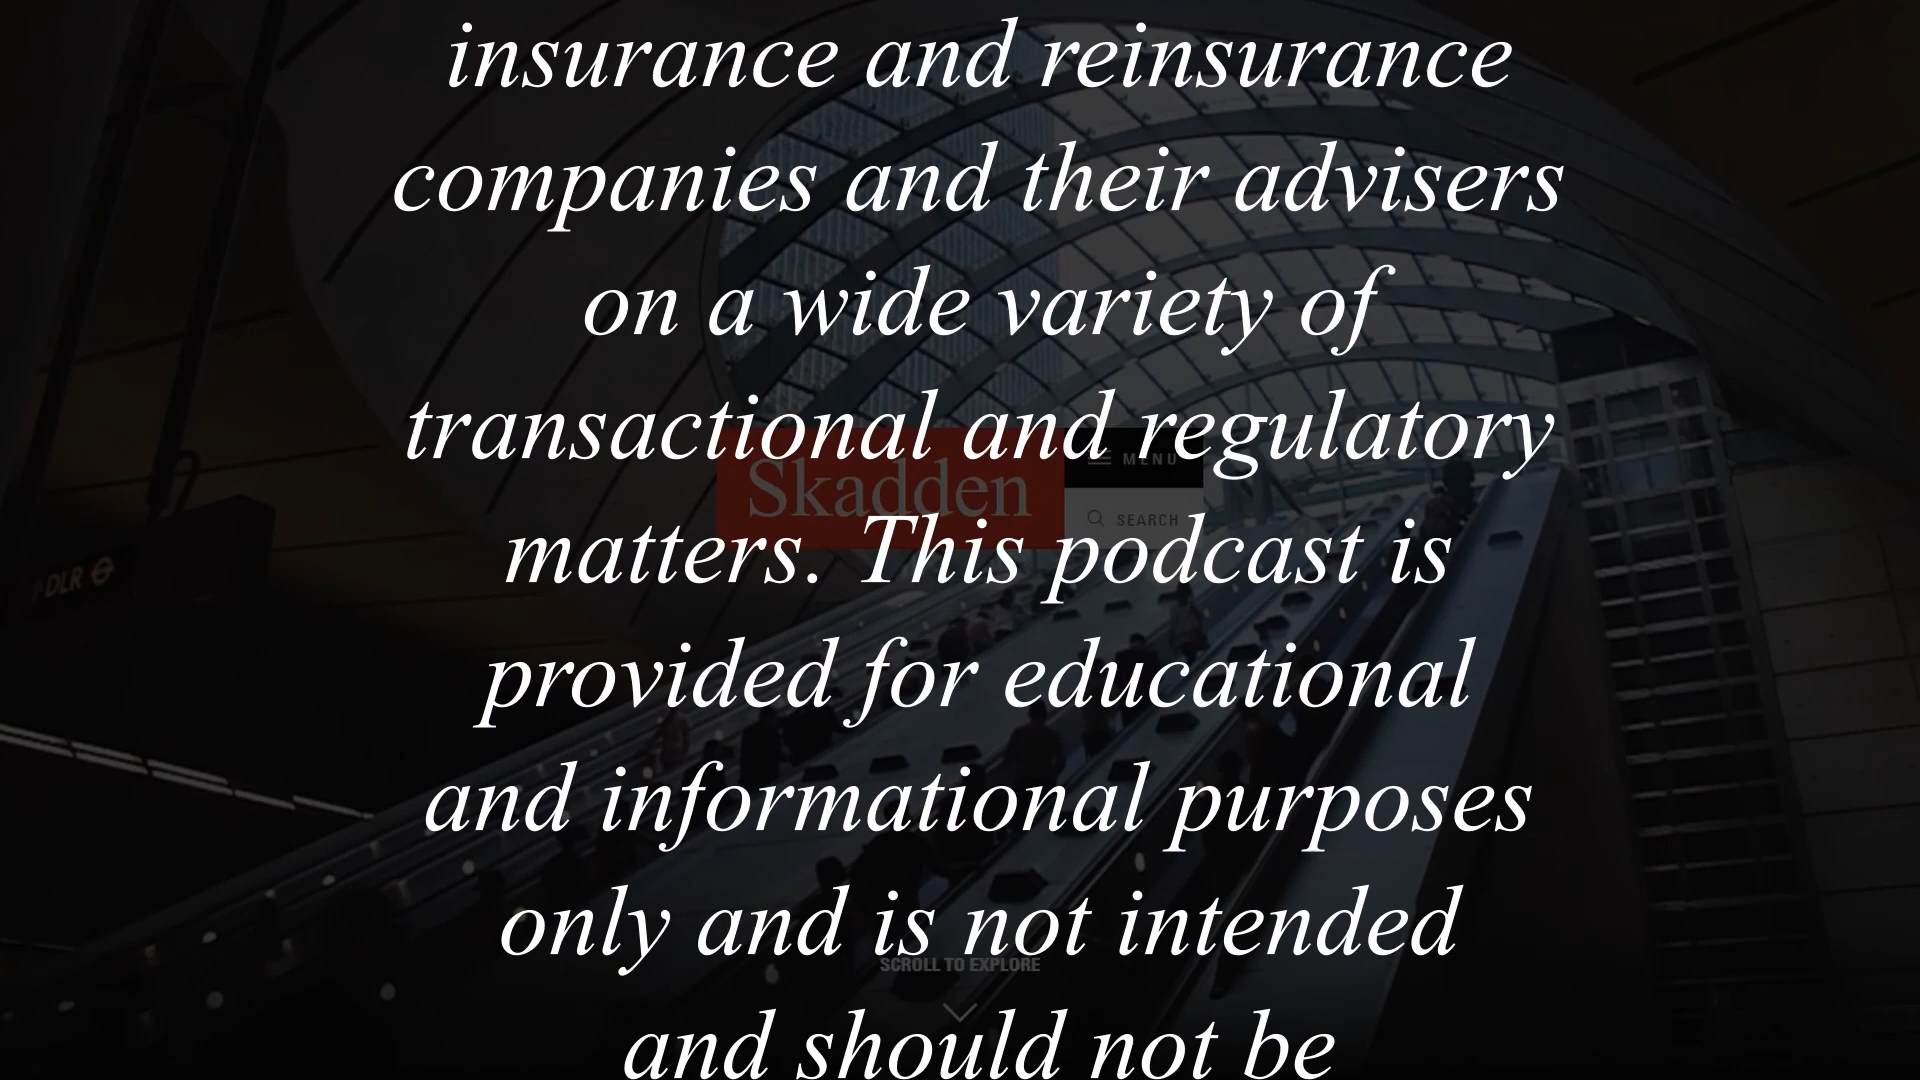 insurance and reinsurance
companies and their advisers
on a wide variety of
transactional and regulatory
MENU
Skadden
SEARCH
matters. This podcast is
DLR
provided for educational
and informational purposes
only and is not intended
SCROLL TO EXPLORE
and should not be